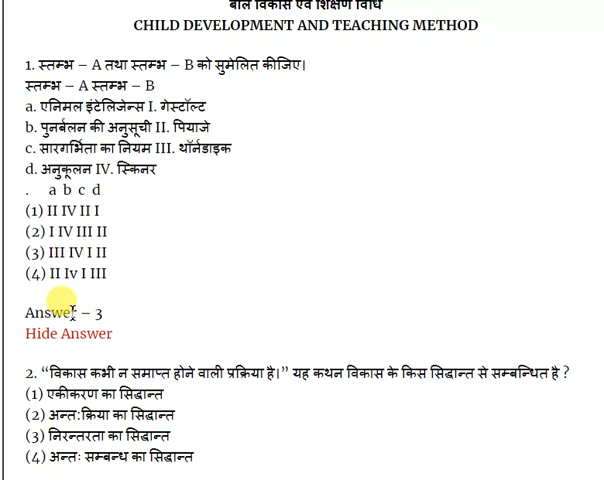 बाल विकास एवं शिक्षण विधि
CHILD DEVELOPMENT AND TEACHING METHOD
1. स्तम्भ – A तथा स्तम्भ – B को सुमेलित कीजिए।
स्तम्भ – A स्तम्भ – B
a. एनिमल इंटेलिजेन्स I. गेस्टॉल्ट
b. पुनर्बलन की अनुसूची II. पियाजे
c. सारगर्भिता का नियम III. थॉर्नडाइक
d. अनुकूलन IV. स्किनर
. a b c d
(1) II IV II I
(2) I IV III II
(3) III IV I II
(4) II Iv I III
Answer – 3
Hide Answer
2. “विकास कभी न समाप्त होने वाली प्रक्रिया है।” यह कथन विकास के किस सिद्धान्त से सम्बन्धित है ?
(1) एकीकरण का सिद्धान्त
(2) अन्त:क्रिया का सिद्धान्त
(3) निरन्तरता का सिद्धान्त
(4) अन्तः सम्बन्ध का सिद्धान्त